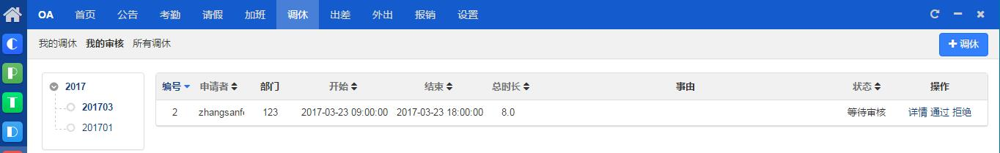 OA 首页 公告 考勤 请假 加班 调休 出差 外出 报销 设置
我的调休 我的审核 所有调休 调休
2017
201703
201701
编号 申请者 部门 开始 结束 总时长 事由 状态 操作
2 zhangsanfe 123 2017-03-23 09:00:00 2017-03-23 18:00:00 8.0 等待审核 详情 通过 拒绝
C
P
T
D